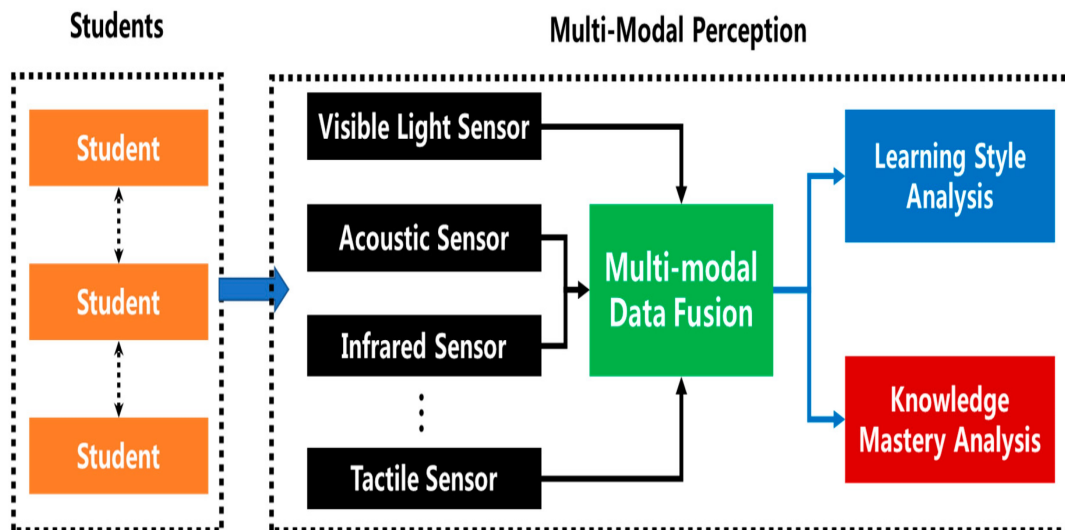 Students
Multi-Modal Perception
Student
Student
Student
Visible Light Sensor
Acoustic Sensor
Infrared Sensor
Tactile Sensor
Multi-modal
Data Fusion
Learning Style
Analysis
Knowledge
Mastery Analysis